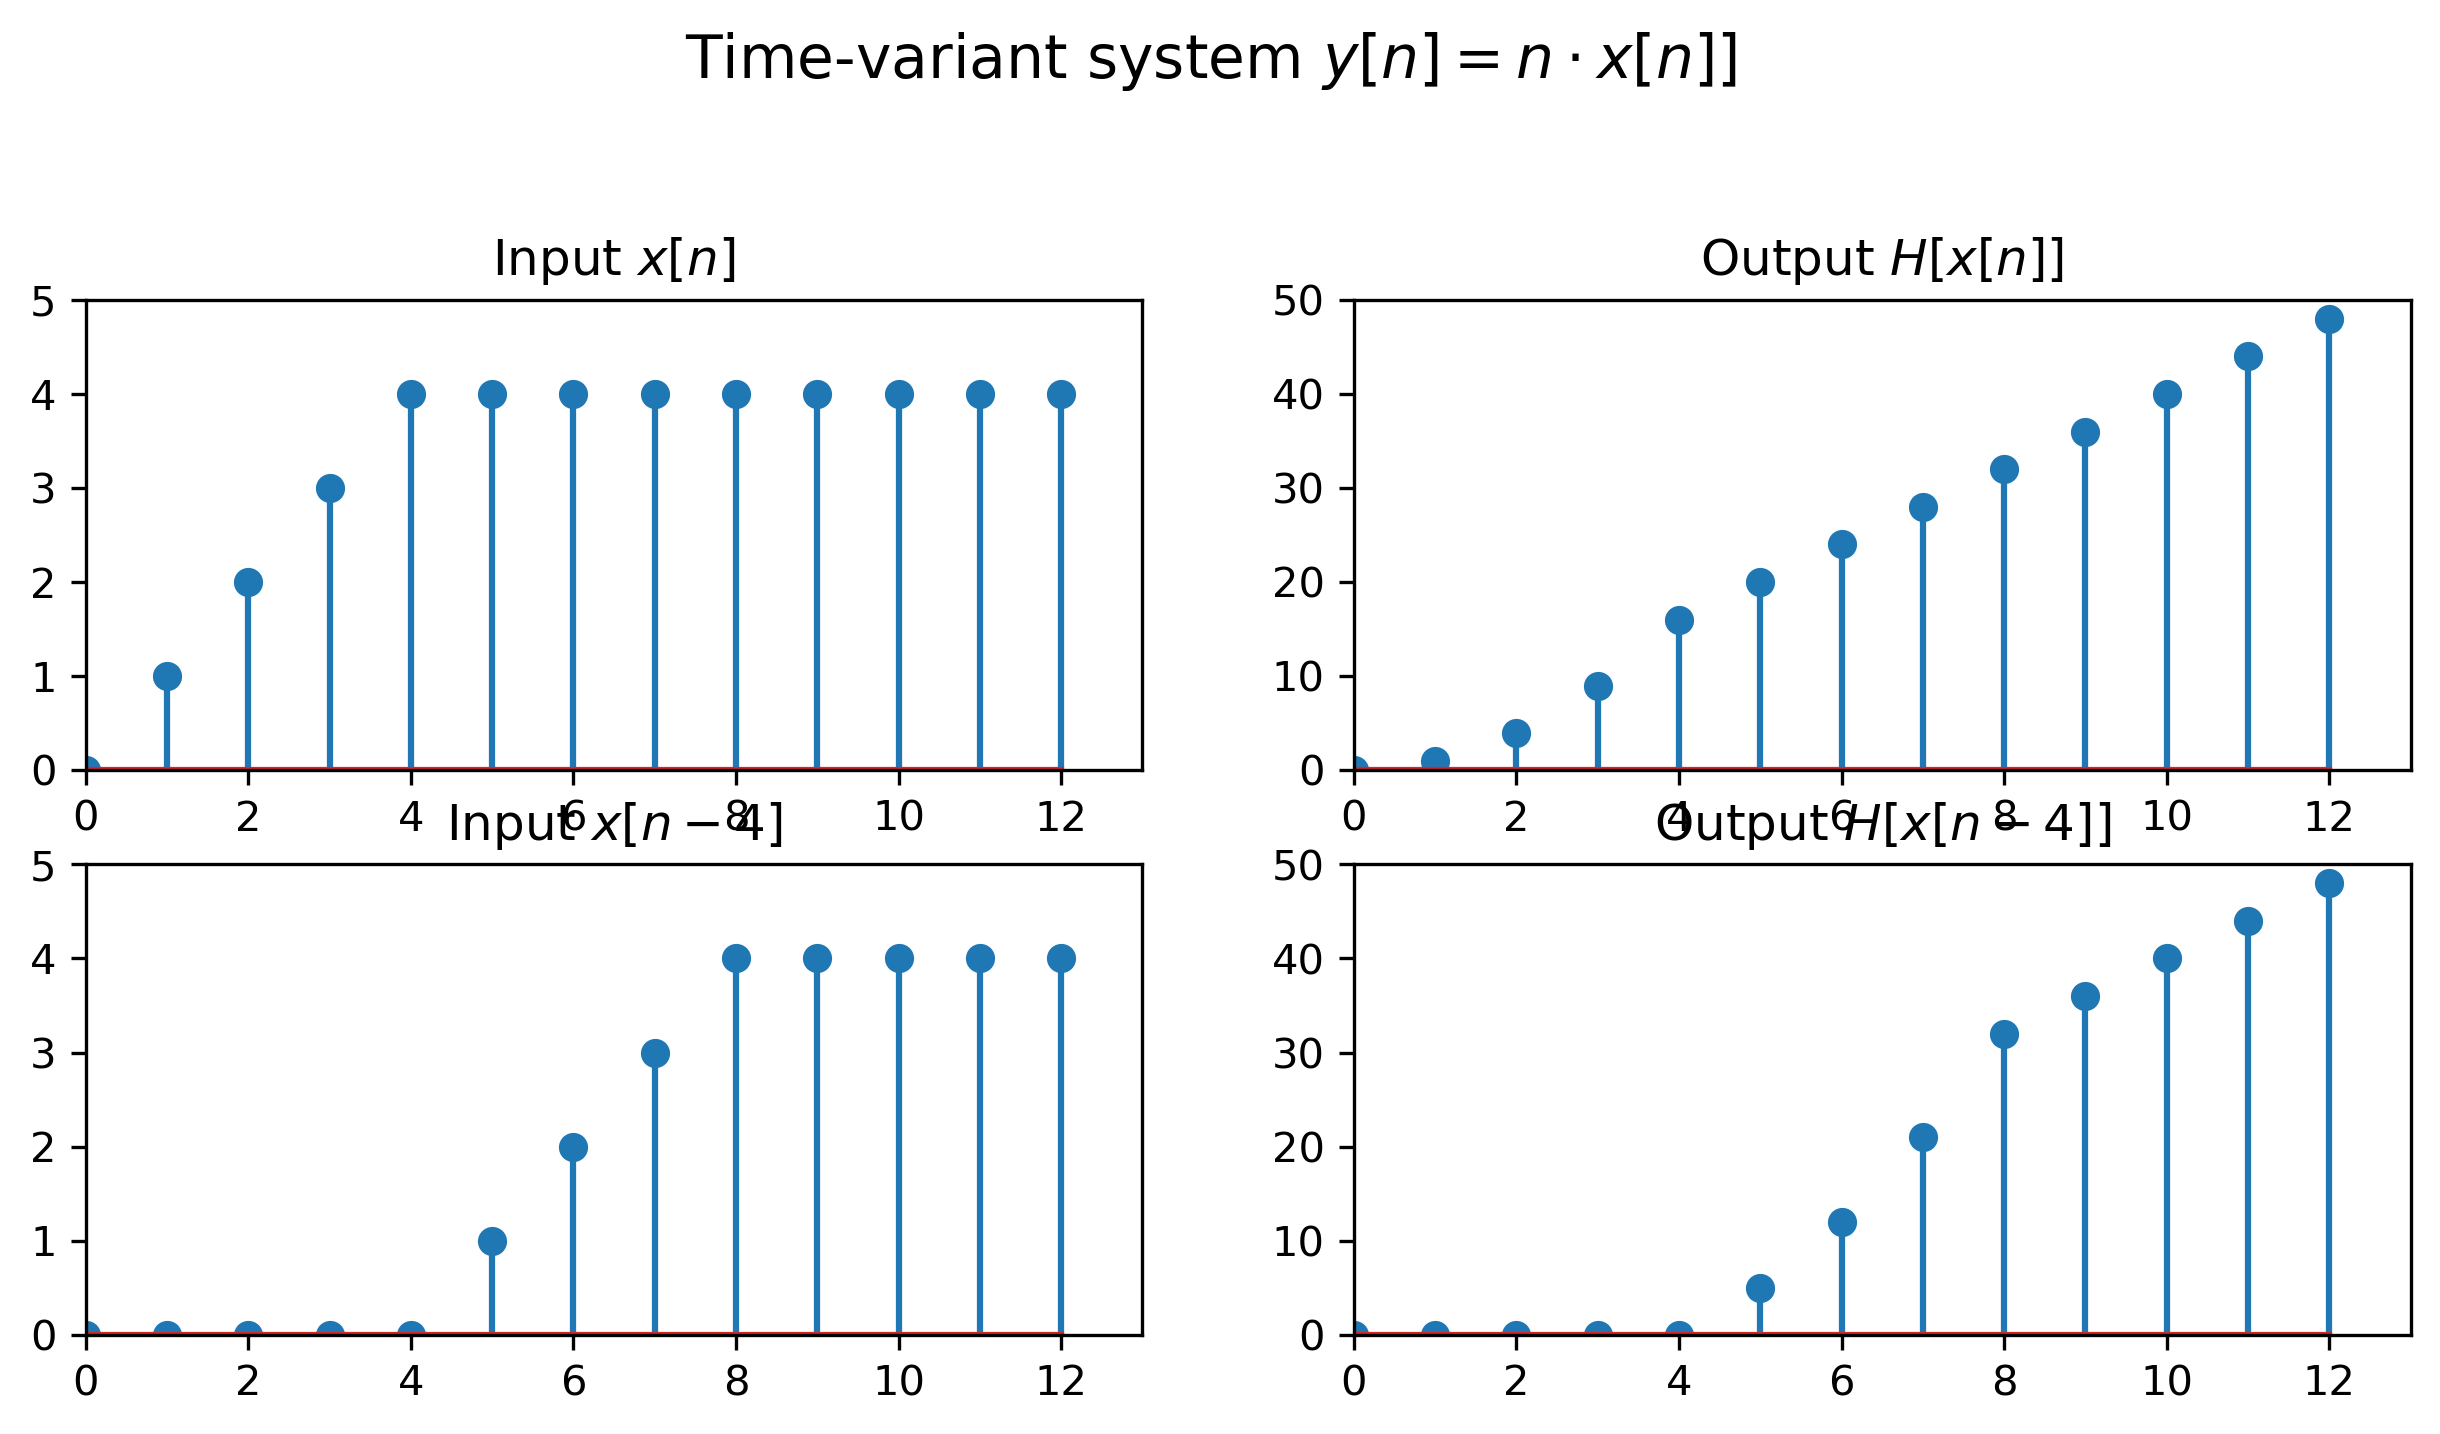 Time-variant system y[n] = n · x[n]]
Input x[n]
5
4
3
2
1
0
0 2 4 6 8 10 12
Output H[x[n]]
50
40
30
20
10
0
0 2 4 6 8 10 12
Input x[n − 4]
5
4
3
2
1
0
0 2 4 6 8 10 12
Output H[x[n − 4]]
50
40
30
20
10
0
0 2 4 6 8 10 12